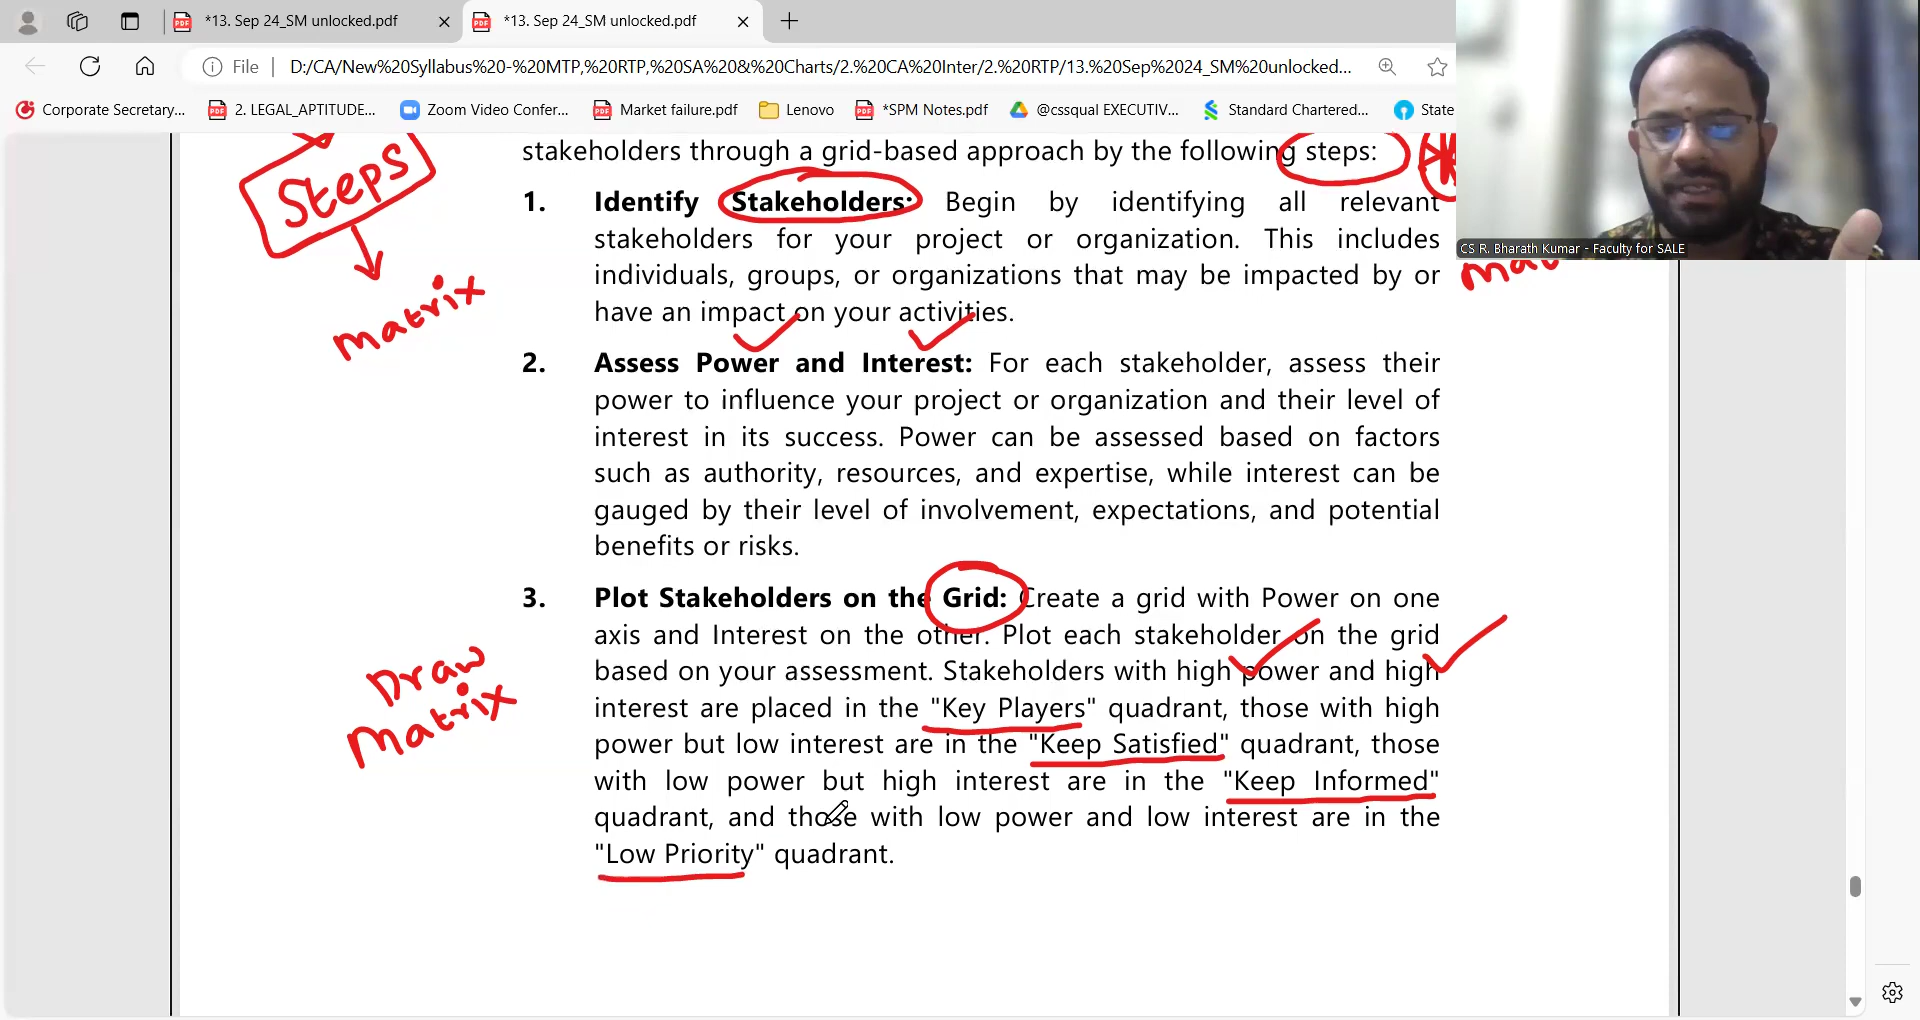 *13. Sep 24_SM unlocked.pdf
*13. Sep 24_SM unlocked.pdf
File
D:/CA/New%20Syllabus%20-%20MTP,%20RTP,%20SA%20&%20Charts/2.%20CA%20Inter/2.%20RTP/13.%20Sep%2024_SM%20unlocked...
Corporate Secretary...
2. LEGAL_APTITUDE...
Zoom Video Confer...
Market failure.pdf
Lenovo
*SPM Notes.pdf
@cssqual EXECUTIV...
Standard Chartered...
State
stakeholders through a grid-based approach by the following steps:
Steps
matrix
1. Identify Stakeholders: Begin by identifying all relevant
stakeholders for your project or organization. This includes
individuals, groups, or organizations that may be impacted by or
have an impact on your activities.
CS R. Bharath Kumar - Faculty for SALE
2. Assess Power and Interest: For each stakeholder, assess their
power to influence your project or organization and their level of
interest in its success. Power can be assessed based on factors
such as authority, resources, and expertise, while interest can be
gauged by their level of involvement, expectations, and potential
benefits or risks.
3. Plot Stakeholders on the Grid: Create a grid with Power on one
axis and Interest on the other. Plot each stakeholder on the grid
based on your assessment. Stakeholders with high power and high
interest are placed in the "Key Players" quadrant, those with high
power but low interest are in the "Keep Satisfied" quadrant, those
with low power but high interest are in the "Keep Informed"
quadrant, and those with low power and low interest are in the
"Low Priority" quadrant.
Draw
matrix